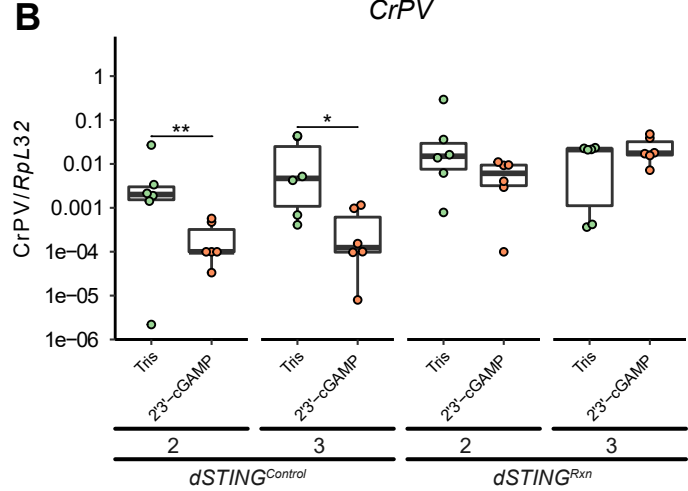 B
CrPV
CrPV/RpL32
1
0.1
0.01
0.001
1e−04
1e−05
1e−06
** * 
Tris 2'3'−cGAMP Tris 2'3'−cGAMP Tris 2'3'−cGAMP Tris 2'3'−cGAMP
2 3 2 3
dSTINGControl dSTINGRxn